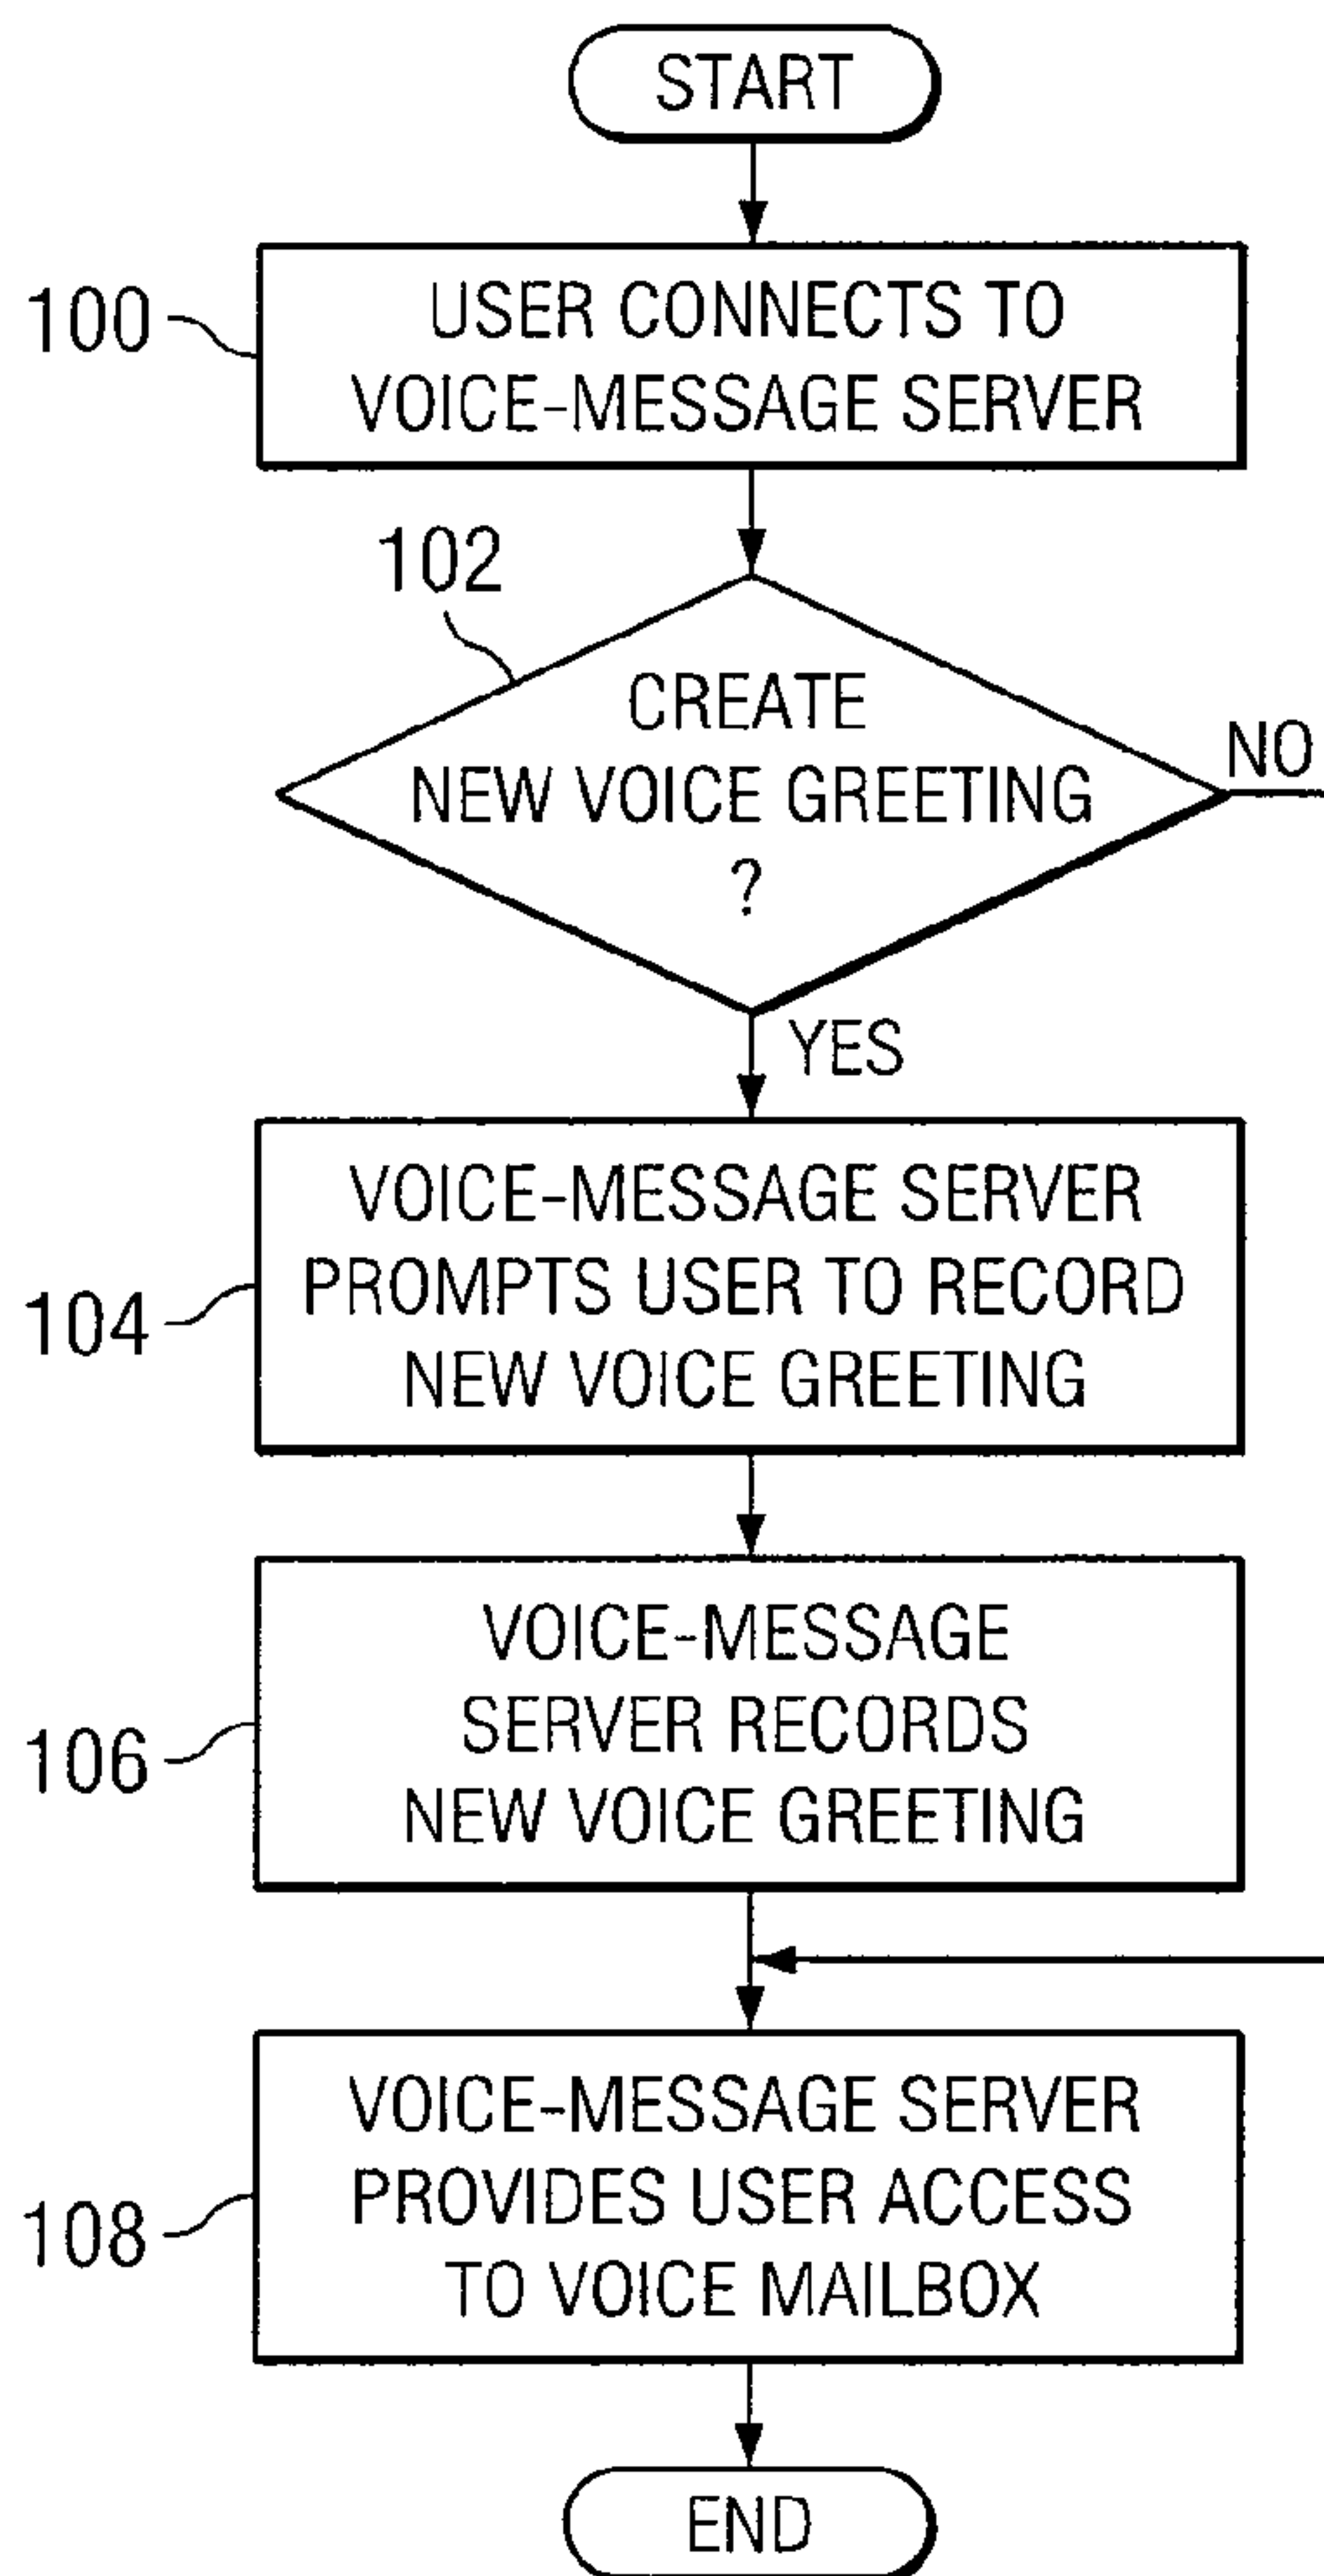 START
100
USER CONNECTS TO
VOICE-MESSAGE SERVER
102
CREATE
NEW VOICE GREETING
?
NO
YES
104
VOICE-MESSAGE SERVER
PROMPTS USER TO RECORD
NEW VOICE GREETING
106
VOICE-MESSAGE
SERVER RECORDS
NEW VOICE GREETING
108
VOICE-MESSAGE SERVER
PROVIDES USER ACCESS
TO VOICE MAILBOX
END